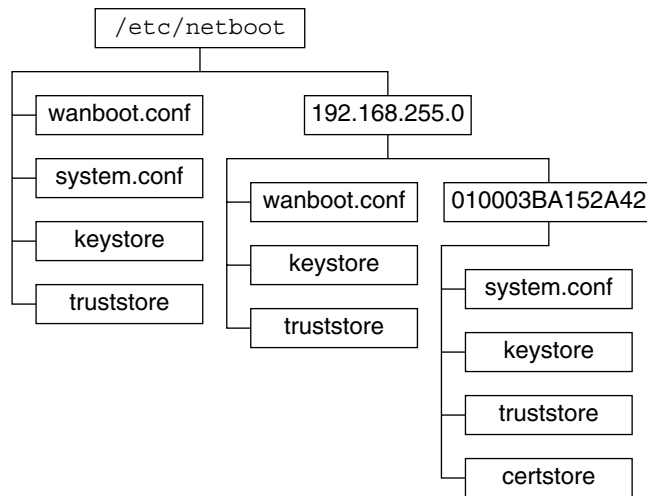 /etc/netboot
wanboot.conf
system.conf
keystore
truststore
192.168.255.0
wanboot.conf
keystore
truststore
010003BA152A42
system.conf
keystore
truststore
certstore